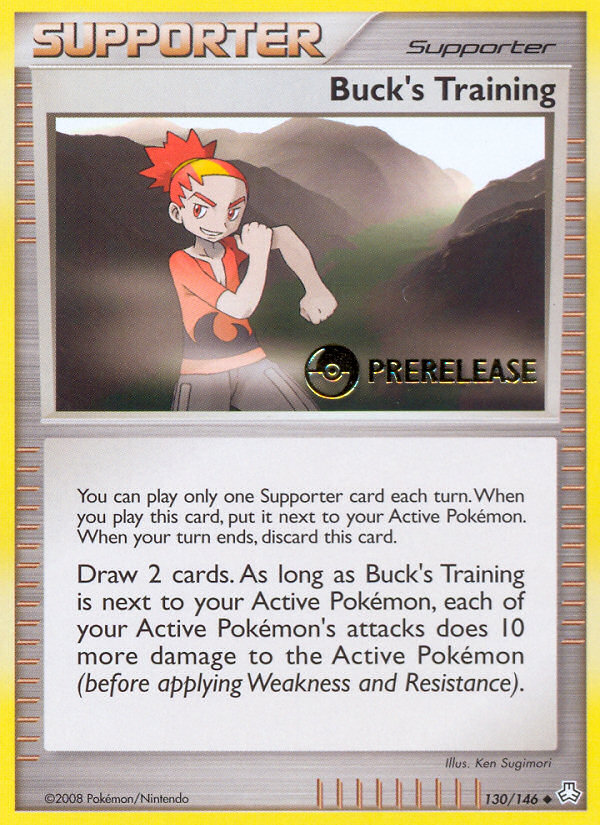 SUPPORTER
Supporter
Buck's Training
PRERELEASE
You can play only one Supporter card each turn. When
you play this card, put it next to your Active Pokémon.
When your turn ends, discard this card.
Draw 2 cards. As long as Buck's Training
is next to your Active Pokémon, each of
your Active Pokémon's attacks does 10
more damage to the Active Pokémon
(before applying Weakness and Resistance).
Illus. Ken Sugimori
©2008 Pokémon/Nintendo
130/146